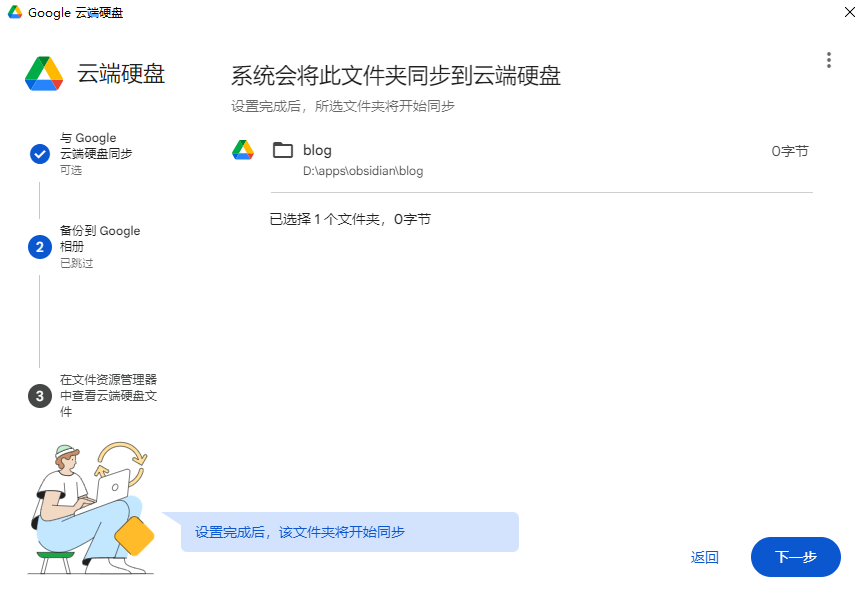 Google 云端硬盘
云端硬盘
与 Google
云端硬盘同步
可选
2
备份到 Google
相册
已跳过
3
在文件资源管理器
中查看云端硬盘文
件
系统会将此文件夹同步到云端硬盘
设置完成后，所选文件夹将开始同步
blog
0字节
D:\apps\obsidian\blog
已选择 1 个文件夹，0字节
设置完成后，该文件夹将开始同步
返回
下一步